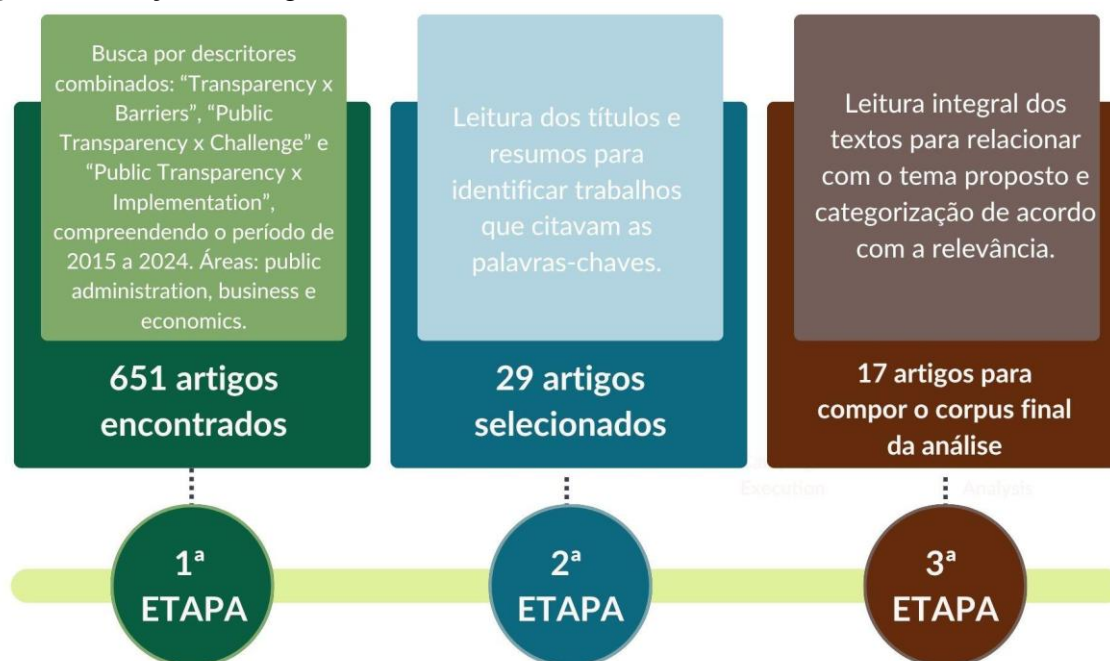 Busca por descritores
combinados: “Transparency x
Barriers”, “Public
Transparency x Challenge” e
“Public Transparency x
Implementation”,
compreendendo o período de
2015 a 2024. Áreas: public
administration, business e
economics.
651 artigos
encontrados
1ª
ETAPA
Leitura dos títulos e
resumos para
identificar trabalhos
que citavam as
palavras-chaves.
29 artigos
selecionados
2ª
ETAPA
Leitura integral dos
textos para relacionar
com o tema proposto e
categorização de acordo
com a relevância.
17 artigos para
compor o corpus final
da análise
Execution
Analysis
3ª
ETAPA